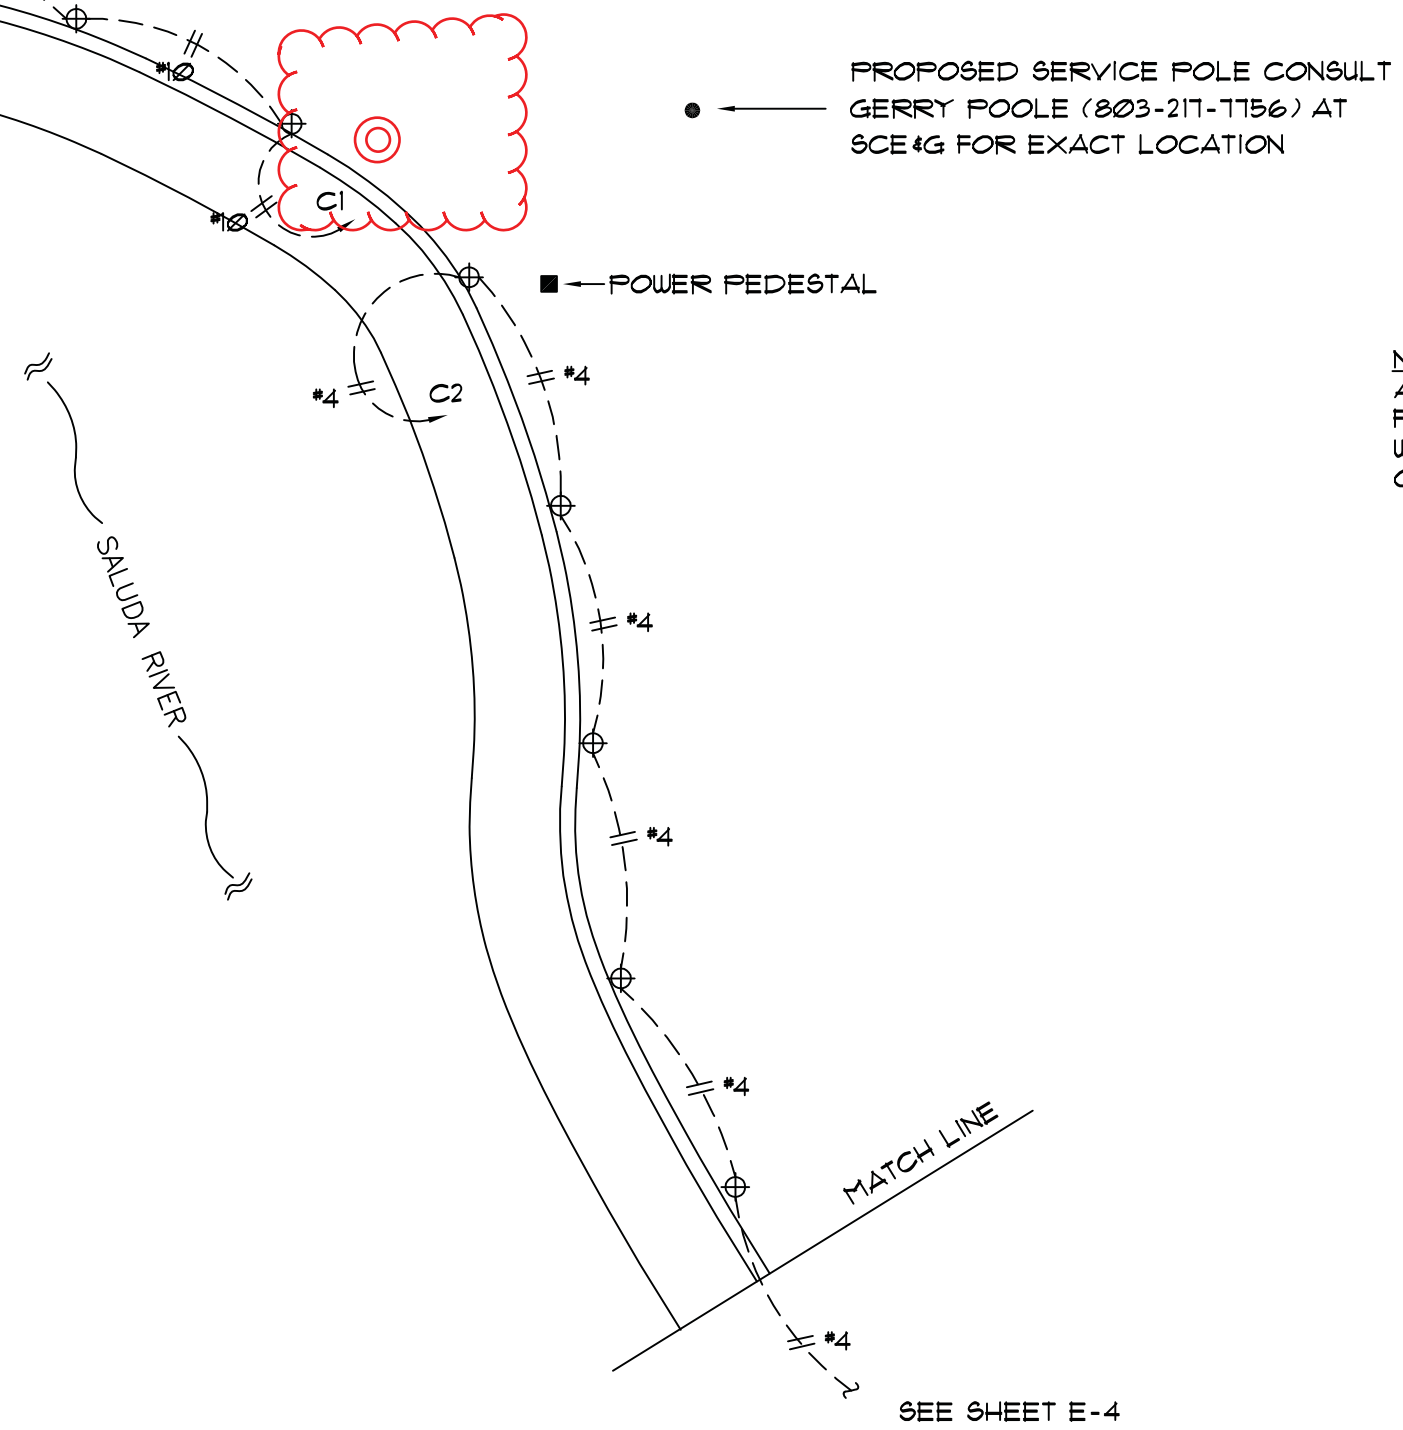 #10
PROPOSED SERVICE POLE CONSULT
GERRY POOLE (803-217-7756) AT
SCE&G FOR EXACT LOCATION
C1
#10
POWER PEDESTAL
#4
#4
C2
SALUDA RIVER
#4
#4
#4
MATCH LINE
#4
SEE SHEET E-4